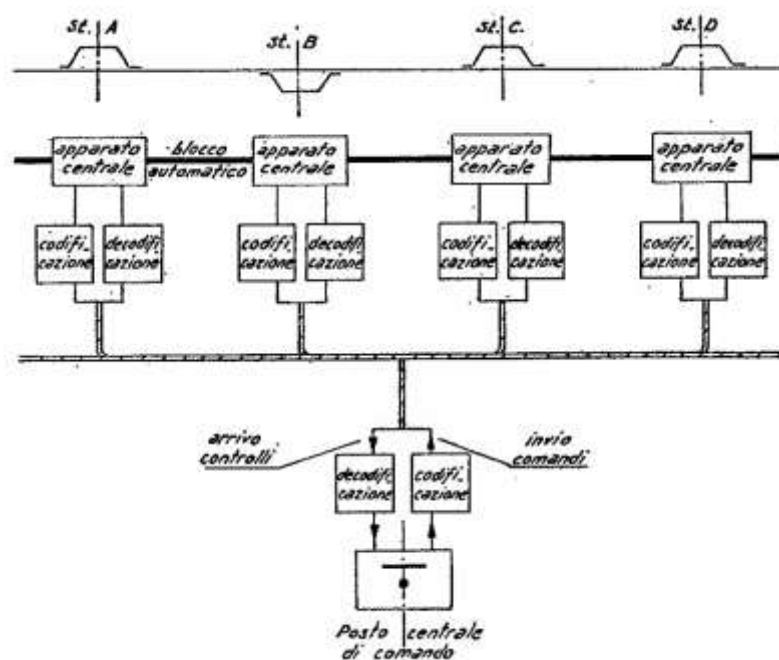 st. A
st. B
st. C.
st. D
apparato
centrale
blocco
automatico
apparato
centrale
apparato
centrale
apparato
centrale
codifi-
cazione
decodifi
cazione
codifi-
cazione
decodifi
cazione
codifi-
cazione
decodifi
cazione
codifi-
cazione
decodifi
cazione
arrivo
controlli
invio
comandi
decodifi
cazione
codifi-
cazione
Posto centrale
di comando